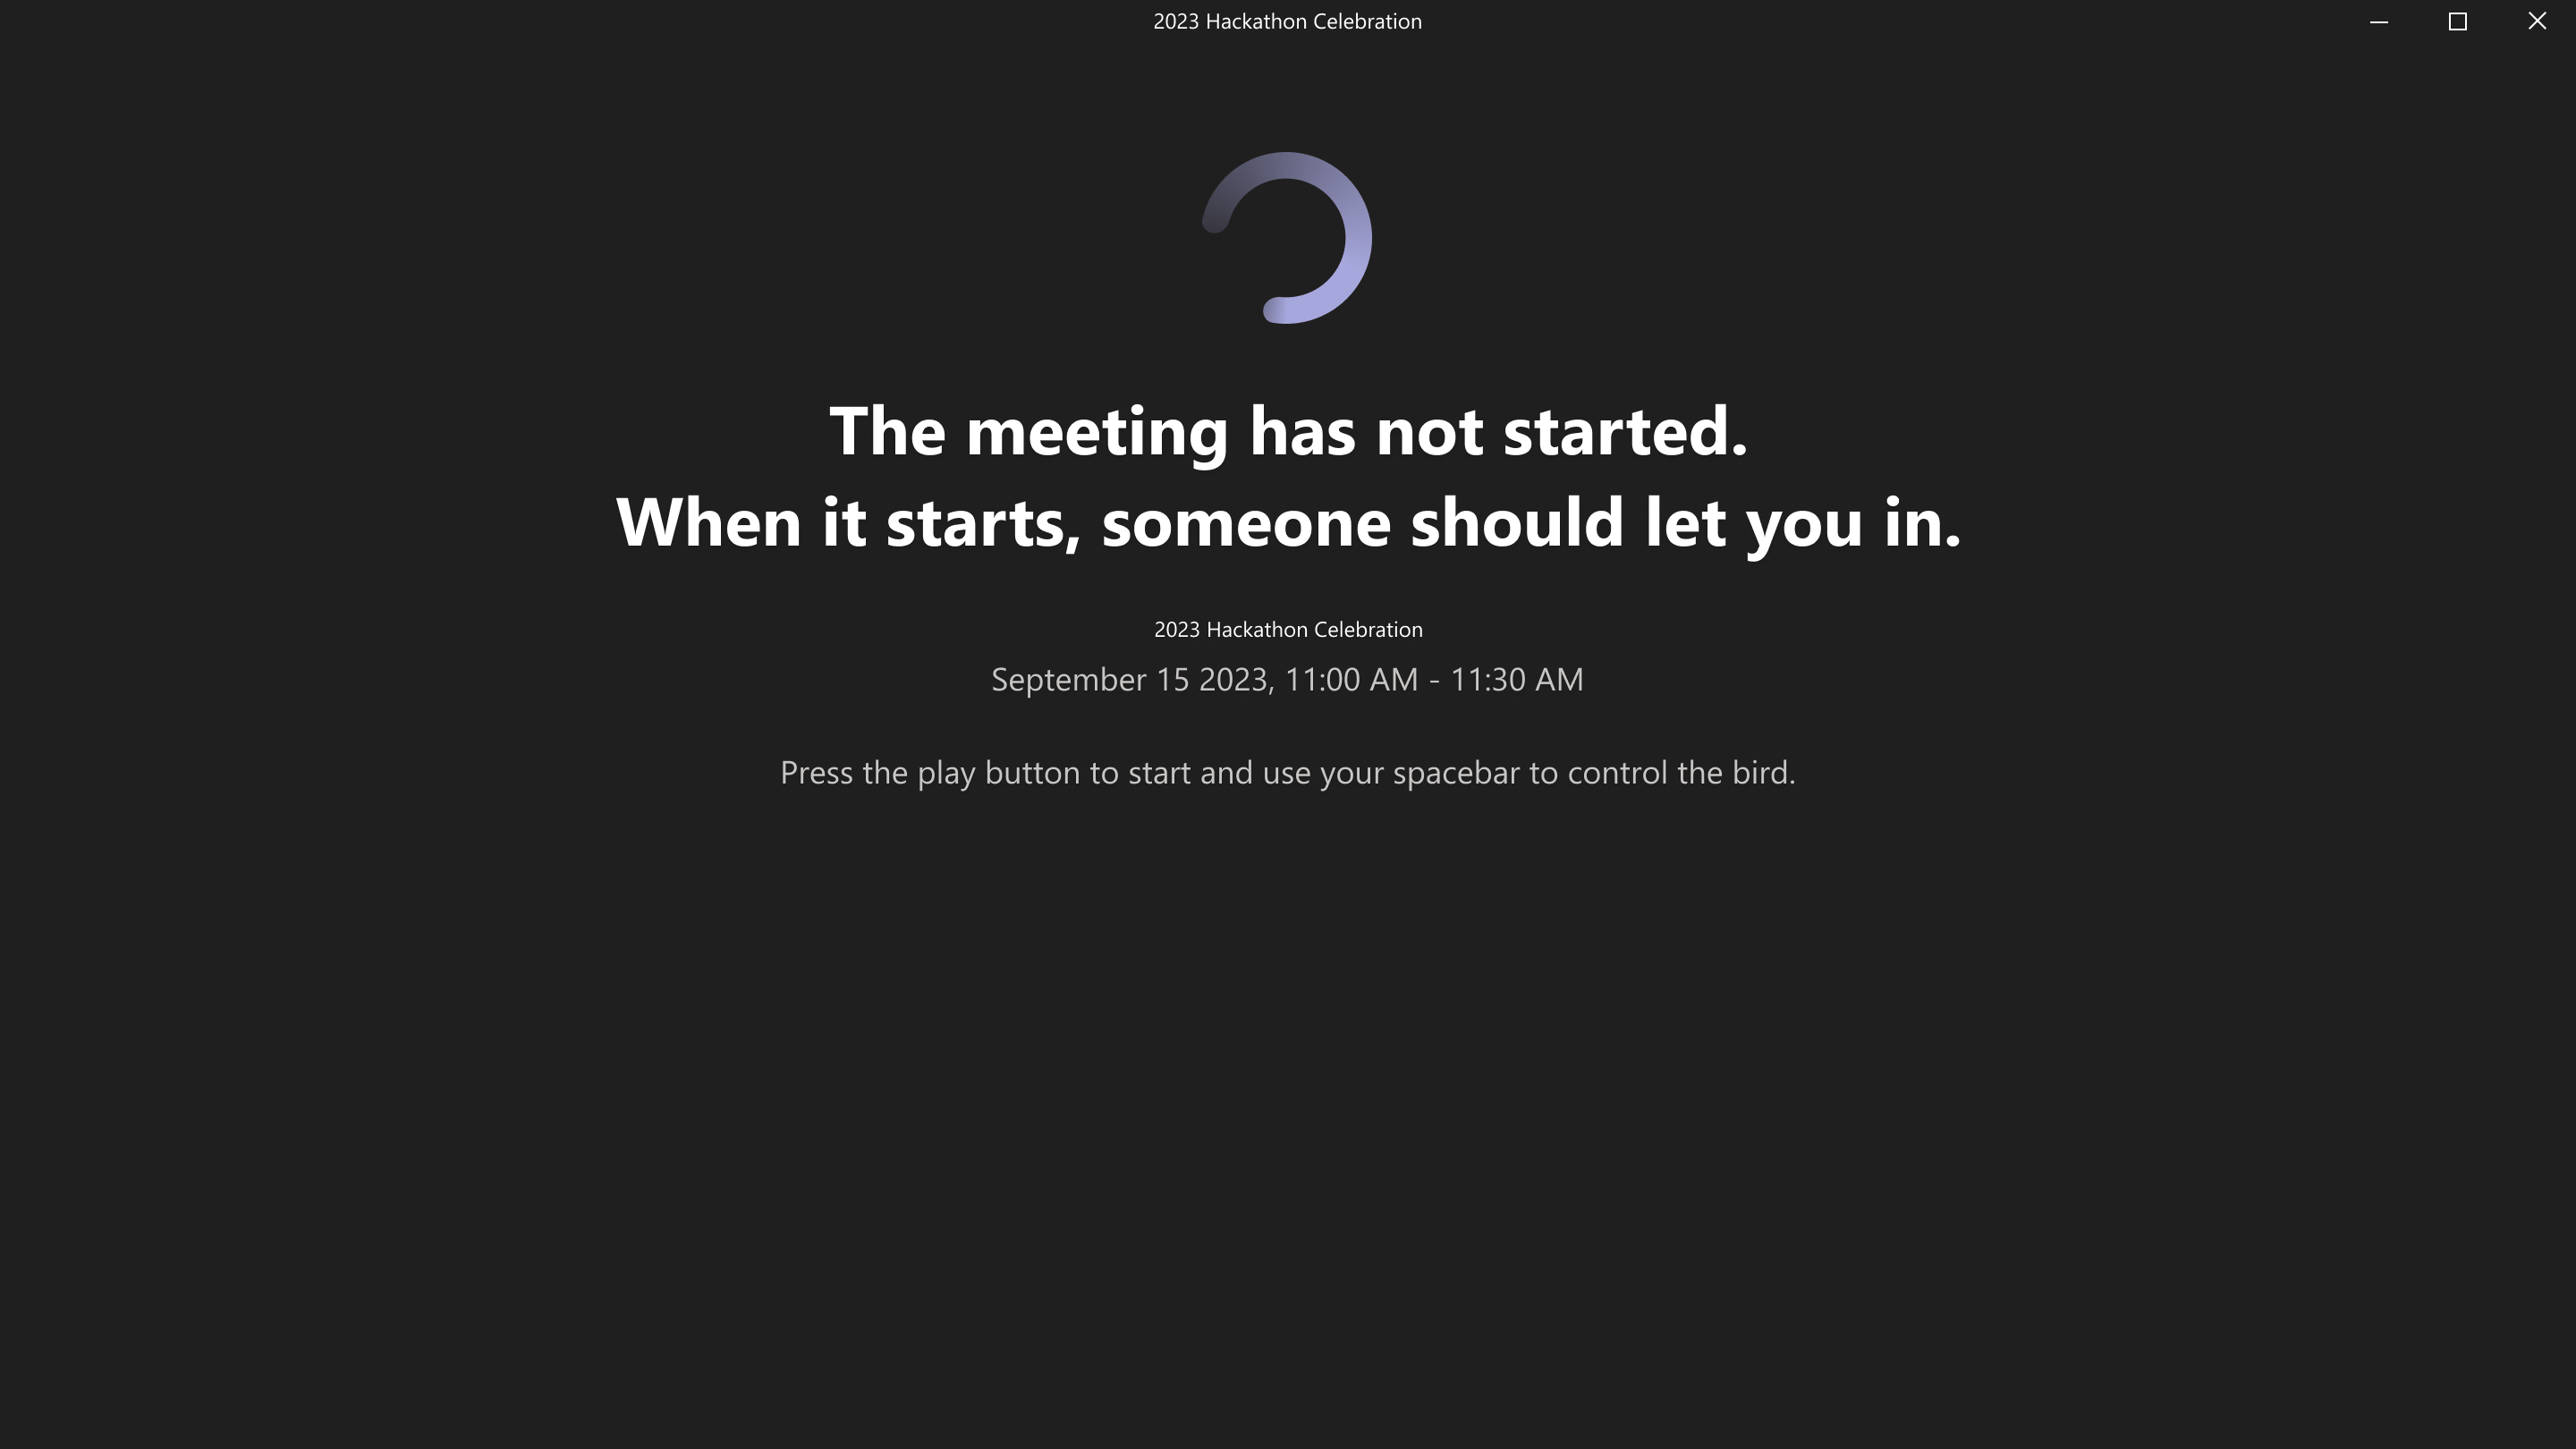 2023 Hackathon Celebration
The meeting has not started.
When it starts, someone should let you in.
2023 Hackathon Celebration
September 15 2023, 11:00 AM - 11:30 AM
Press the play button to start and use your spacebar to control the bird.